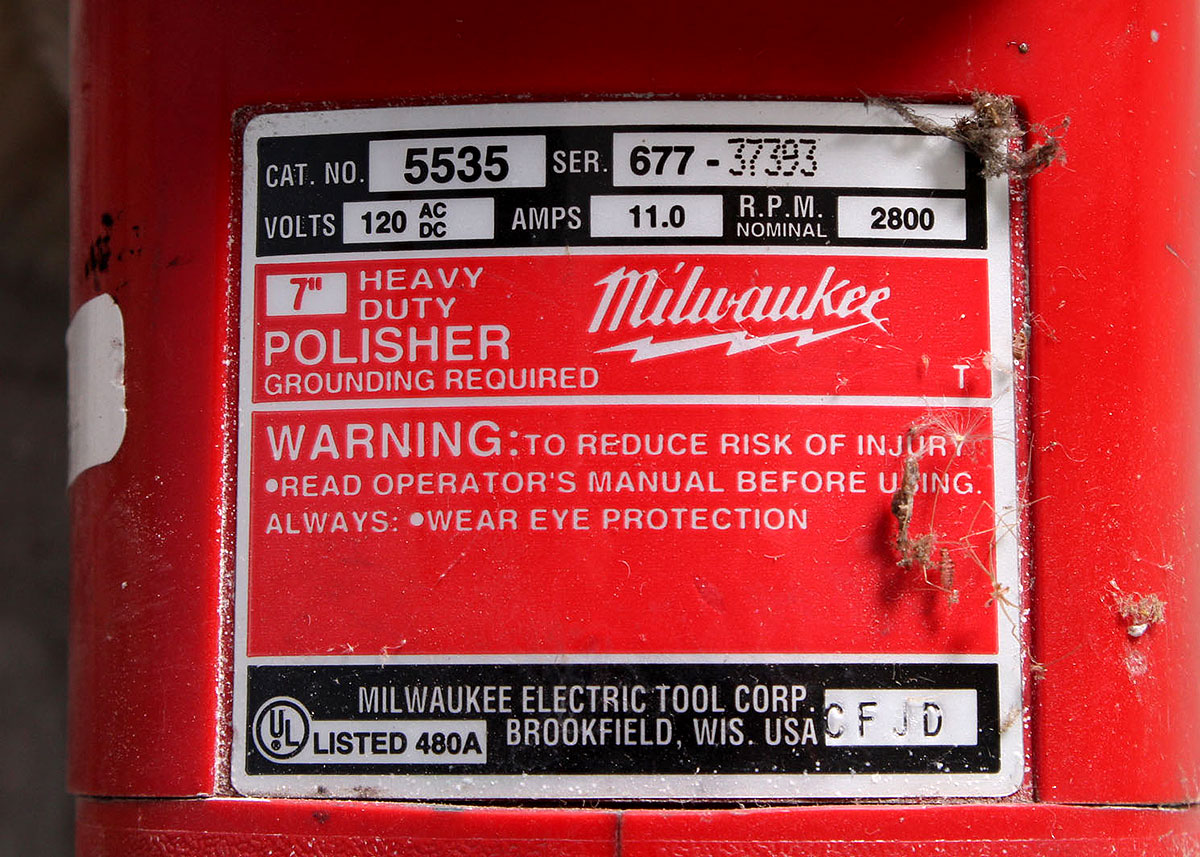 CAT. NO. 5535 SER. 677 - 37393
VOLTS 120 AC DC AMPS 11.0 R.P.M. NOMINAL 2800
7" HEAVY DUTY
Milwaukee
POLISHER
GROUNDING REQUIRED
T
WARNING: TO REDUCE RISK OF INJURY
•READ OPERATOR'S MANUAL BEFORE USING.
ALWAYS: •WEAR EYE PROTECTION
MILWAUKEE ELECTRIC TOOL CORP.
BROOKFIELD, WIS. USA CFJD
UL ® LISTED 480A